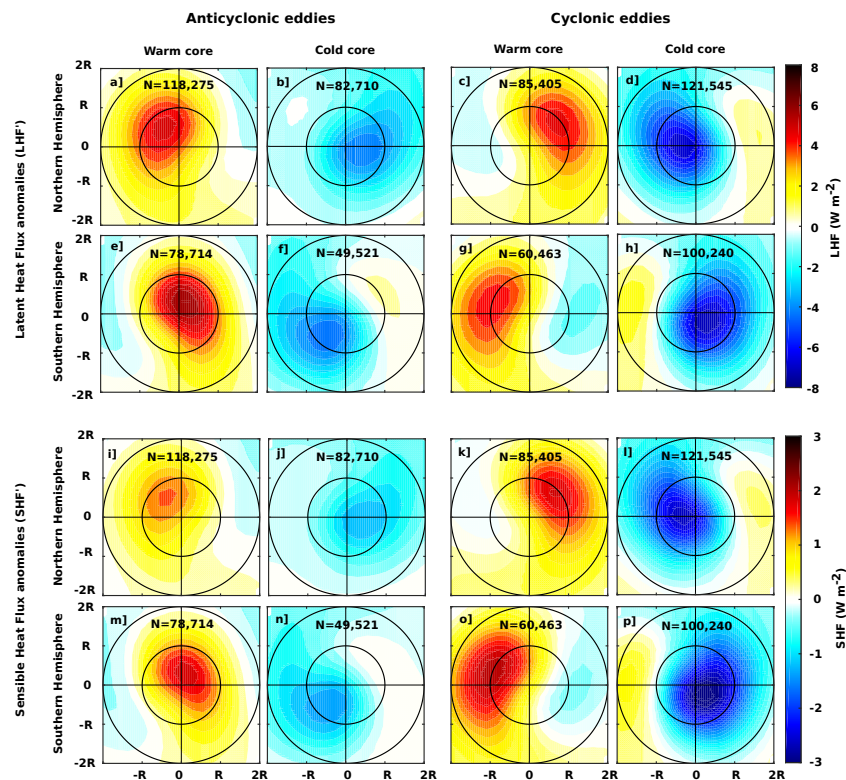 Anticyclonic eddies Cyclonic eddies
Warm core Cold core Warm core Cold core
Latent Heat Flux anomalies (LHF')
Northern Hemisphere
2R
R
0
-R
-2R
a] N=118,275
b] N=82,710
c] N=85,405
d] N=121,545
Southern Hemisphere
2R
R
0
-R
-2R
e] N=78,714
f] N=49,521
g] N=60,463
h] N=100,240
8
6
4
2
0
-2
-4
-6
-8
LHF (W m-2)
Sensible Heat Flux anomalies (SHF')
Northern Hemisphere
2R
R
0
-R
-2R
i] N=118,275
j] N=82,710
k] N=85,405
l] N=121,545
Southern Hemisphere
2R
R
0
-R
-2R
m] N=78,714
n] N=49,521
o] N=60,463
p] N=100,240
-R 0 R 2R -R 0 R 2R -R 0 R 2R -R 0 R 2R
3
2
1
0
-1
-2
-3
SHF (W m-2)